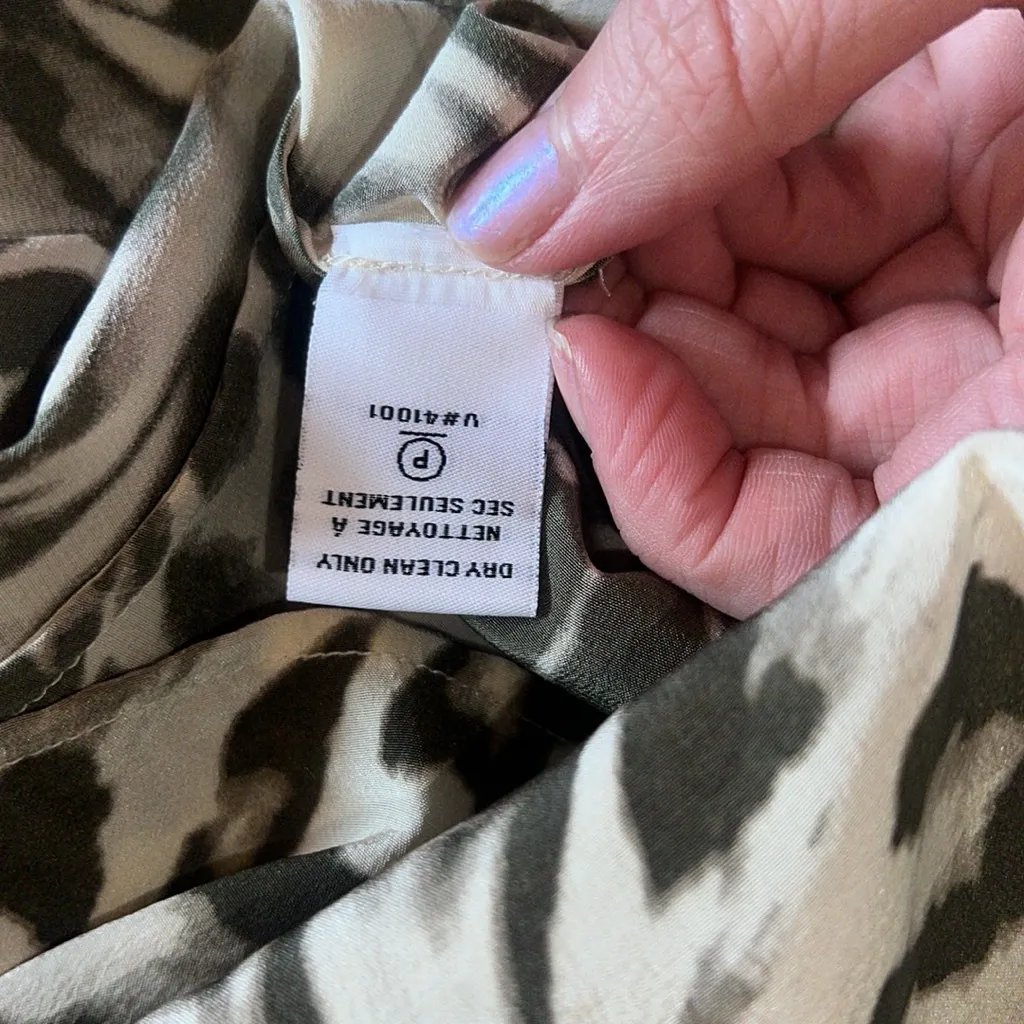 DRY CLEAN ONLY
NETTOYAGE Á
SEC SEULEMENT
P
V#41001